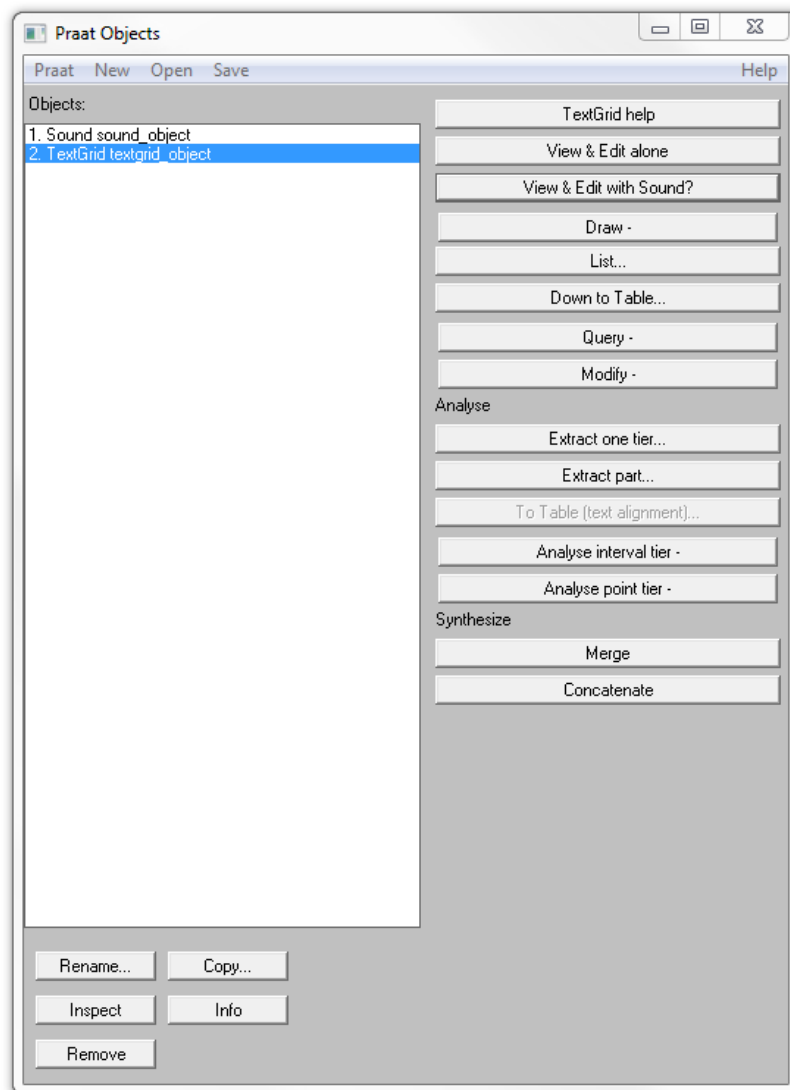 Praat Objects
Praat New Open Save Help
Objects:
1. Sound sound_object
2. TextGrid textgrid_object
TextGrid help
View & Edit alone
View & Edit with Sound?
Draw -
List...
Down to Table...
Query -
Modify -
Analyse
Extract one tier...
Extract part...
To Table (text alignment)...
Analyse interval tier -
Analyse point tier -
Synthesize
Merge
Concatenate
Rename... Copy...
Inspect Info
Remove